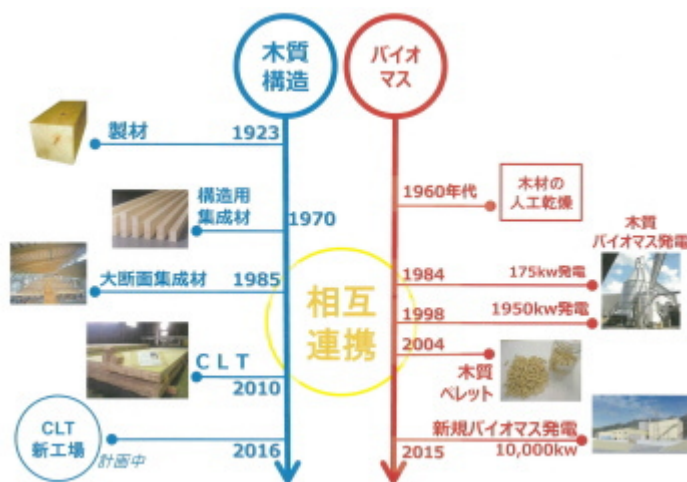 木質
構造
バイオ
マス
製材
1923
1960年代
木材の
人工乾燥
構造用
集成材
1970
木質
バイオマス発電
大断面集成材
1985
1984
175kw発電
相互
連携
1998
1950kw発電
2004
木質
ペレット
CLT
2010
CLT
新工場
計画中
2016
新規バイオマス発電
2015
10,000kw